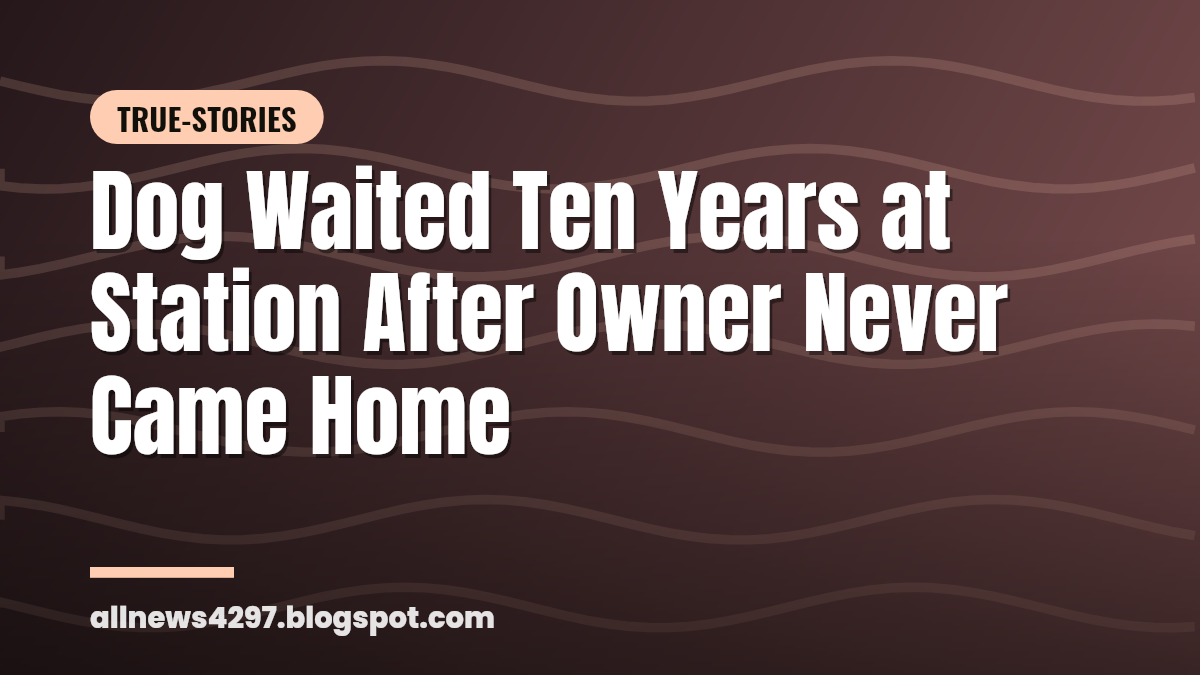 TRUE-STORIES
Dog Waited Ten Years at
Station After Owner Never
Came Home
allnews4297.blogspot.com